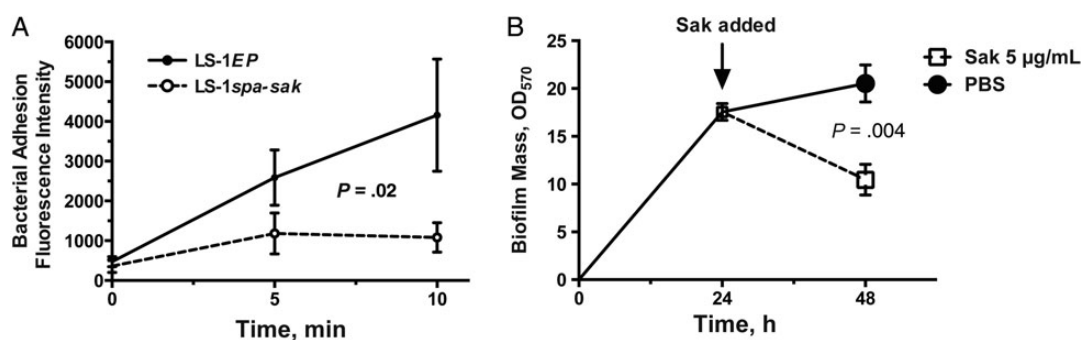 A
Bacterial Adhesion
Fluorescence Intensity
6000
5000
4000
3000
2000
1000
0
LS-1EP
LS-1spa-sak
P = .02
0
5
10
Time, min
B
Sak added
Biofilm Mass, OD570
25
20
15
10
5
0
Sak 5 µg/mL
PBS
P = .004
0
24
48
Time, h